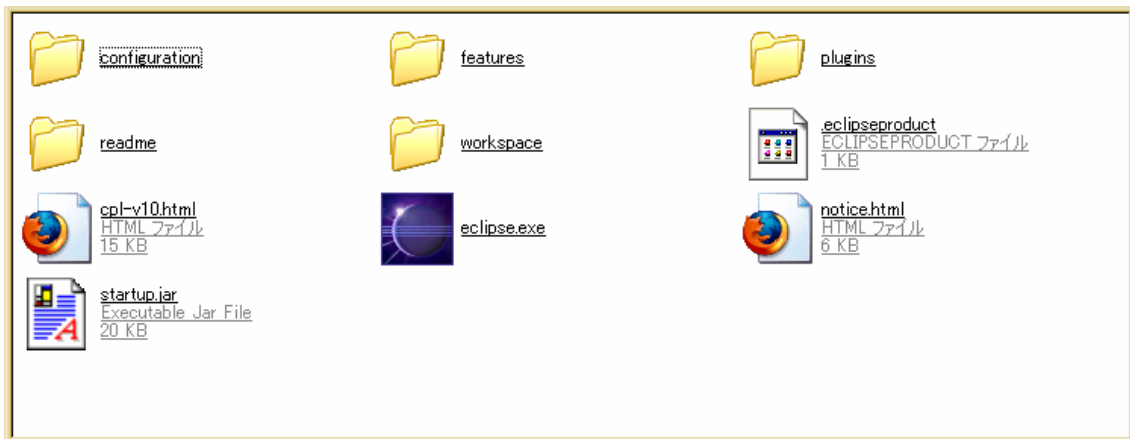 configuration
features
plugins
readme
workspace
.eclipseproduct
ECLIPSEPRODUCT ファイル
1 KB
cpl-v10.html
HTML ファイル
15 KB
eclipse.exe
notice.html
HTML ファイル
6 KB
startup.jar
Executable Jar File
20 KB